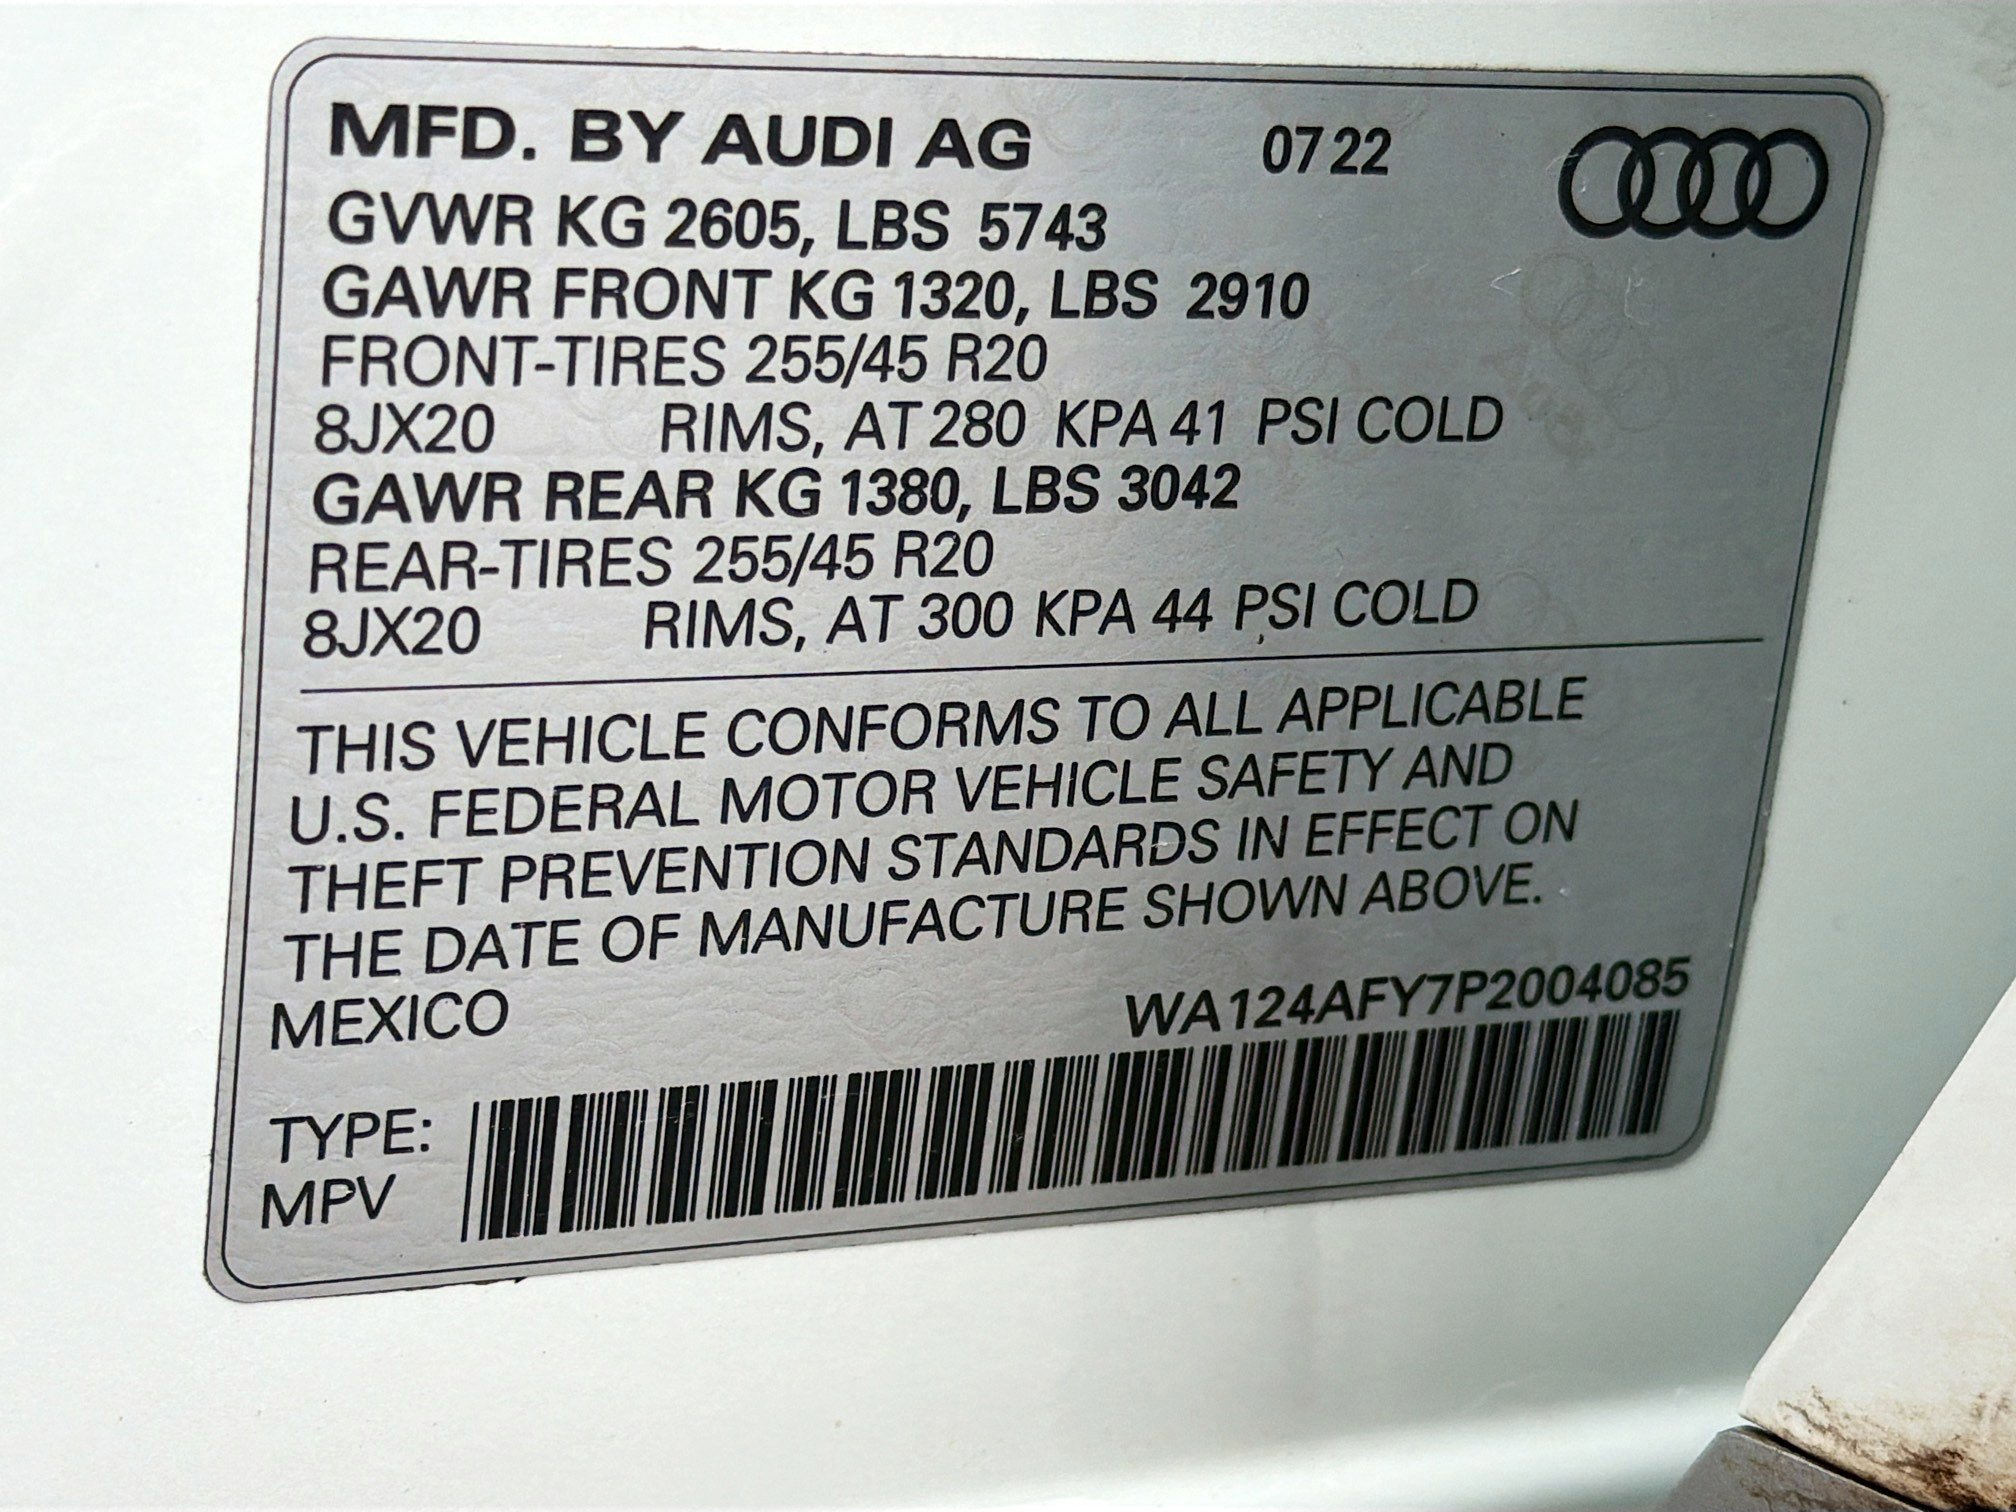 MFD. BY AUDI AG 0722
GVWR KG 2605, LBS 5743
GAWR FRONT KG 1320, LBS 2910
FRONT-TIRES 255/45 R20
8JX20 RIMS, AT 280 KPA 41 PSI COLD
GAWR REAR KG 1380, LBS 3042
REAR-TIRES 255/45 R20
8JX20 RIMS, AT 300 KPA 44 PSI COLD
THIS VEHICLE CONFORMS TO ALL APPLICABLE
U.S. FEDERAL MOTOR VEHICLE SAFETY AND
THEFT PREVENTION STANDARDS IN EFFECT ON
THE DATE OF MANUFACTURE SHOWN ABOVE.
MEXICO WA124AFY7P2004085
TYPE:
MPV